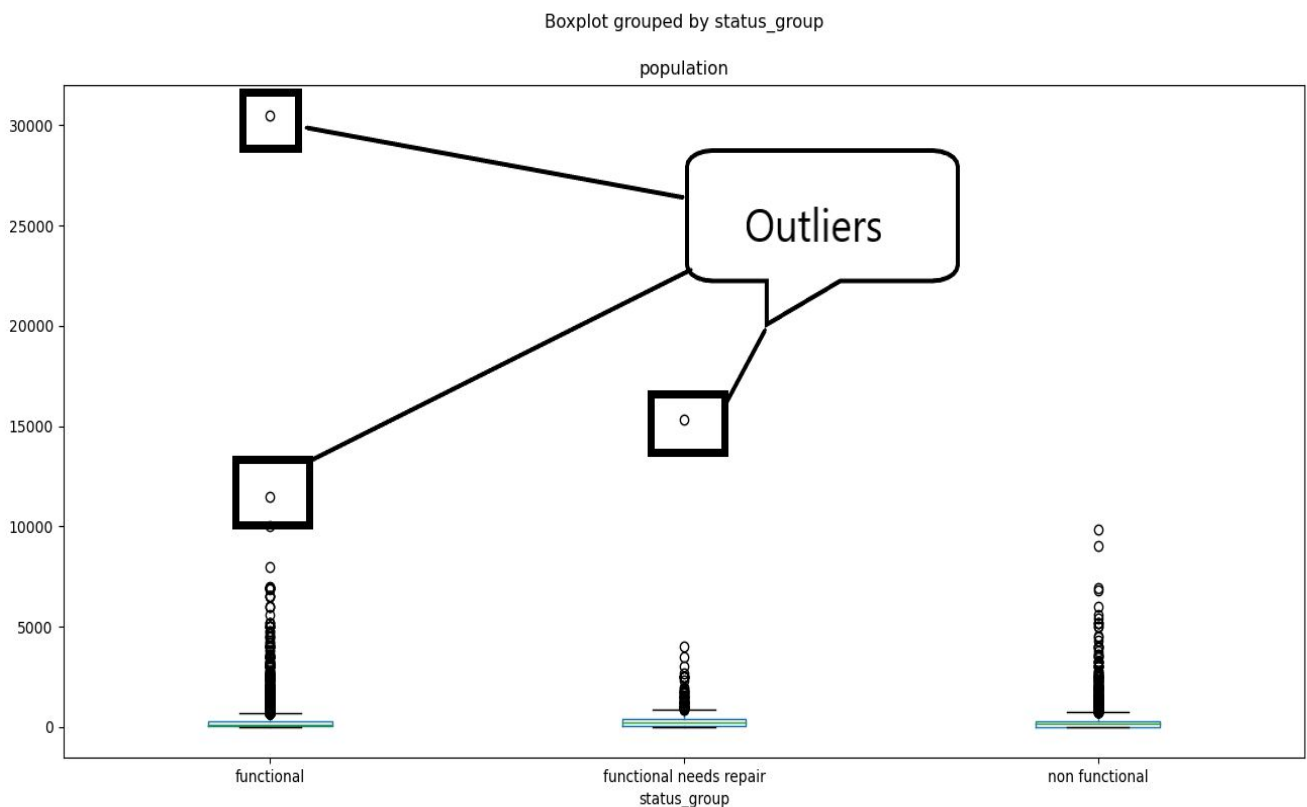 Boxplot grouped by status_group
population
30000
25000
20000
15000
10000
5000
0
Outliers
functional
functional needs repair
non functional
status_group